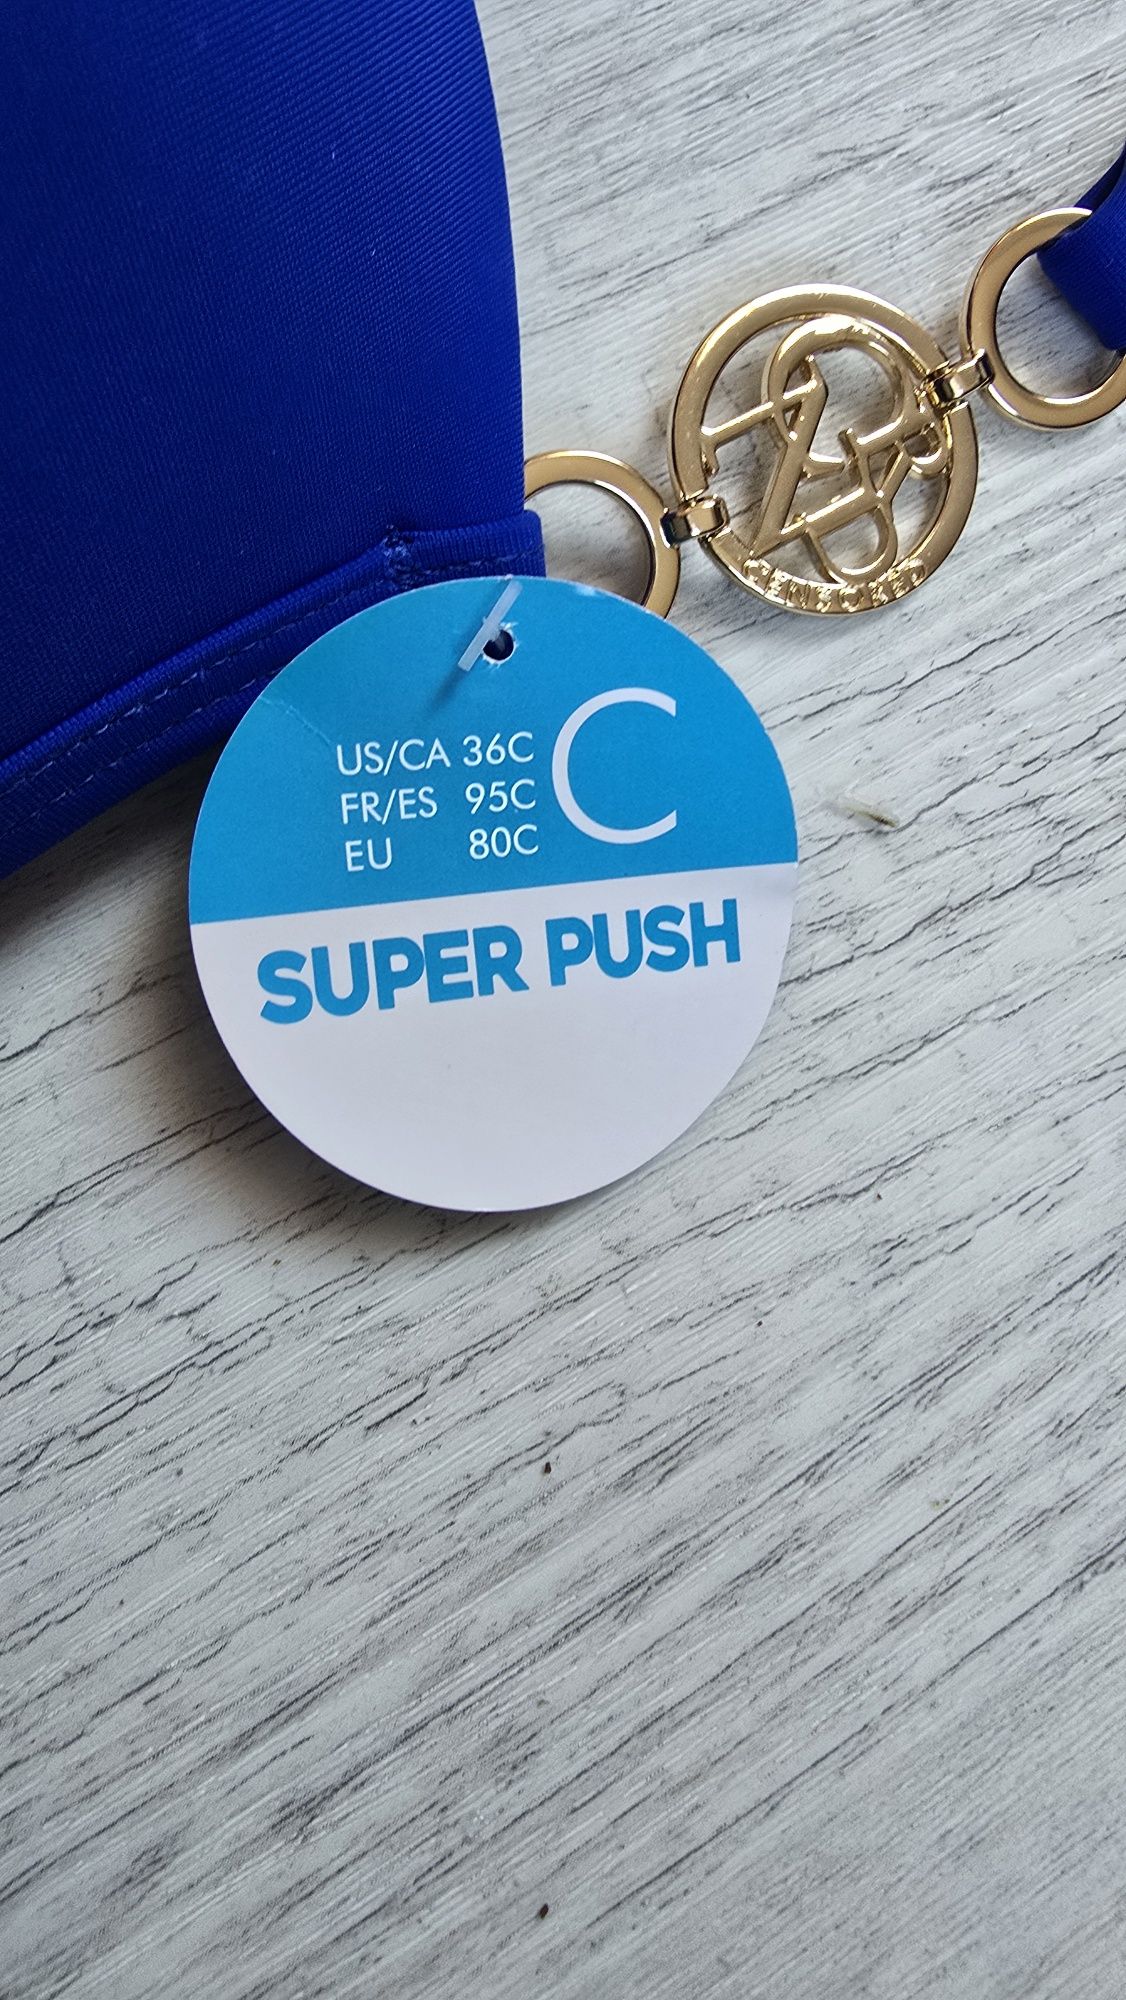 CENSORED
US/CA 36C
FR/ES 95C
EU 80C
C
SUPER PUSH